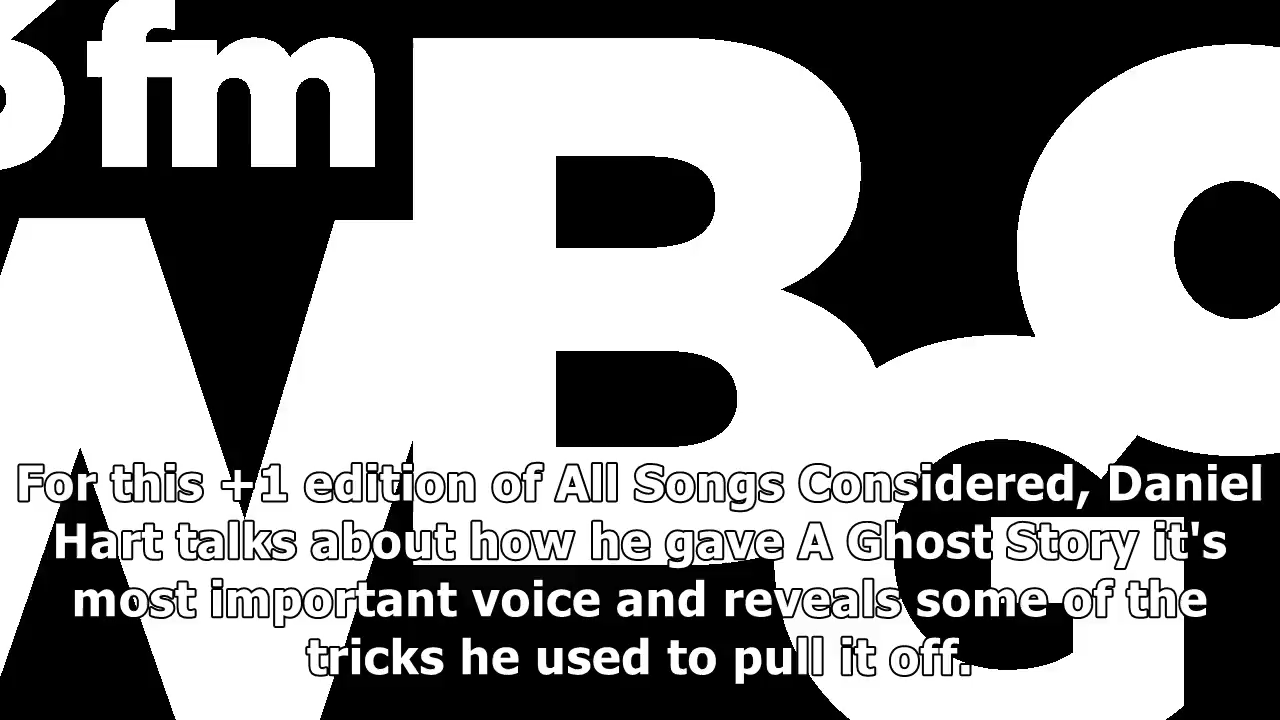 fm
WBG
For this +1 edition of All Songs Considered, Daniel
Hart talks about how he gave A Ghost Story it's
most important voice and reveals some of the
tricks he used to pull it off.